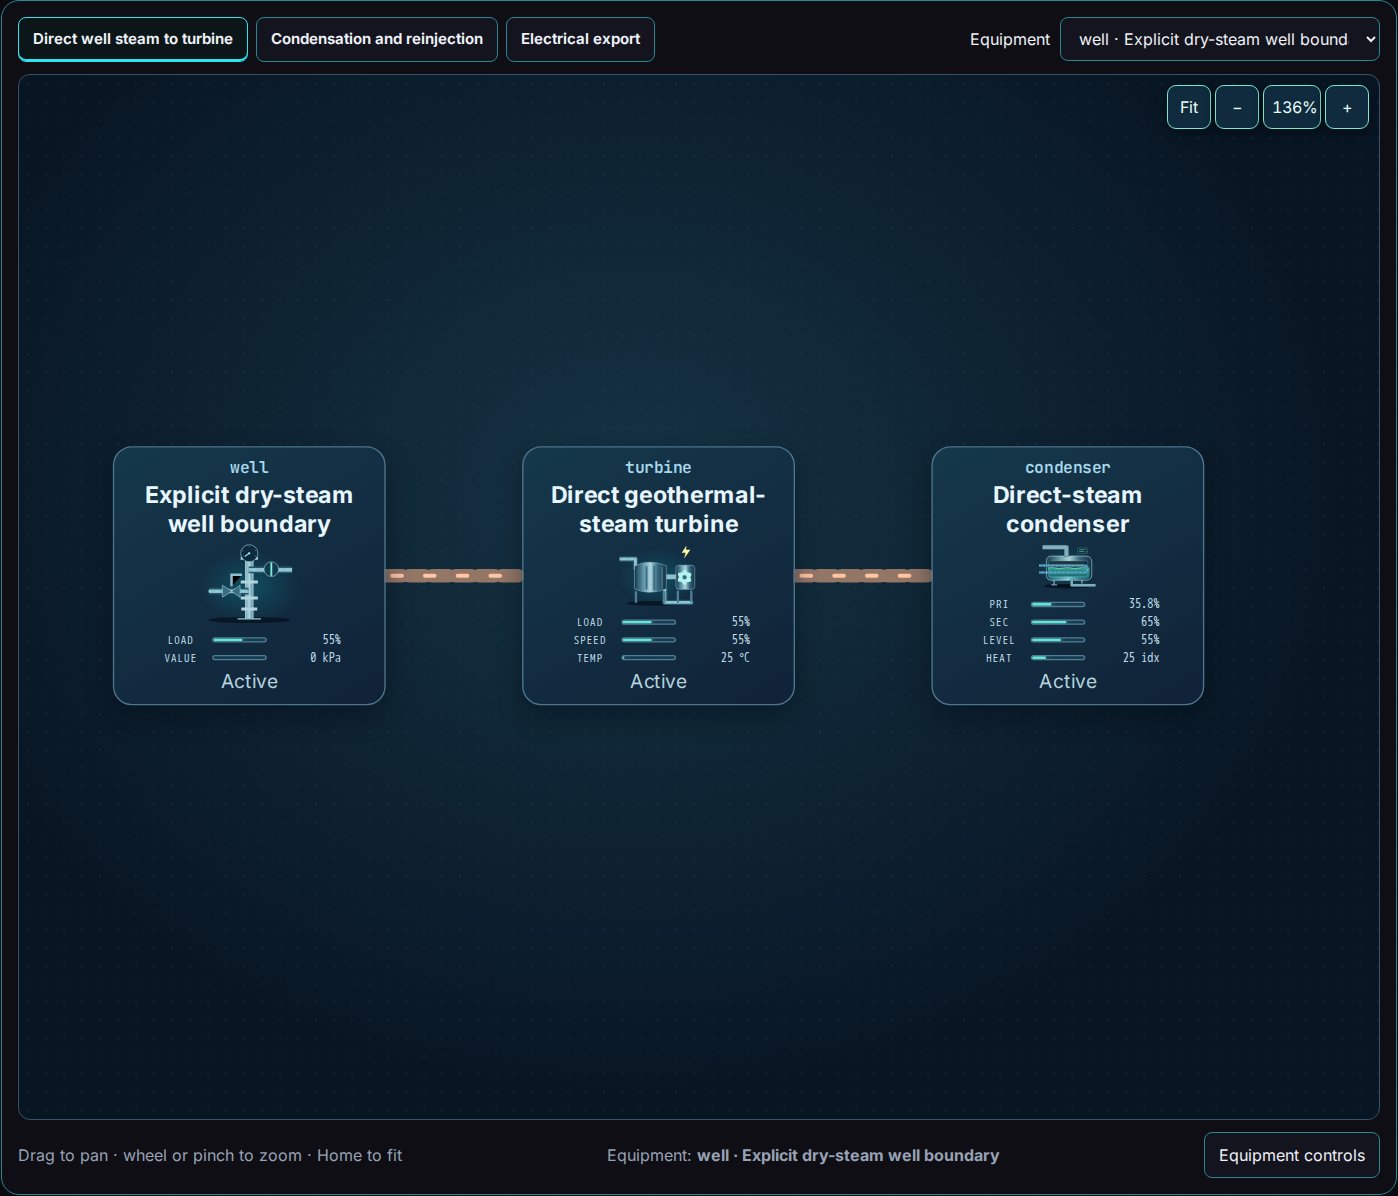 Direct well steam to turbine
Condensation and reinjection
Electrical export
Equipment
well · Explicit dry-steam well bound
Fit
−
136%
+
well
Explicit dry-steam
well boundary
LOAD 55%
VALUE 0 kPa
Active
turbine
Direct geothermal-
steam turbine
LOAD 55%
SPEED 55%
TEMP 25 °C
Active
condenser
Direct-steam
condenser
PRI 35.8%
SEC 65%
LEVEL 55%
HEAT 25 idx
Active
Drag to pan · wheel or pinch to zoom · Home to fit
Equipment: well · Explicit dry-steam well boundary
Equipment controls